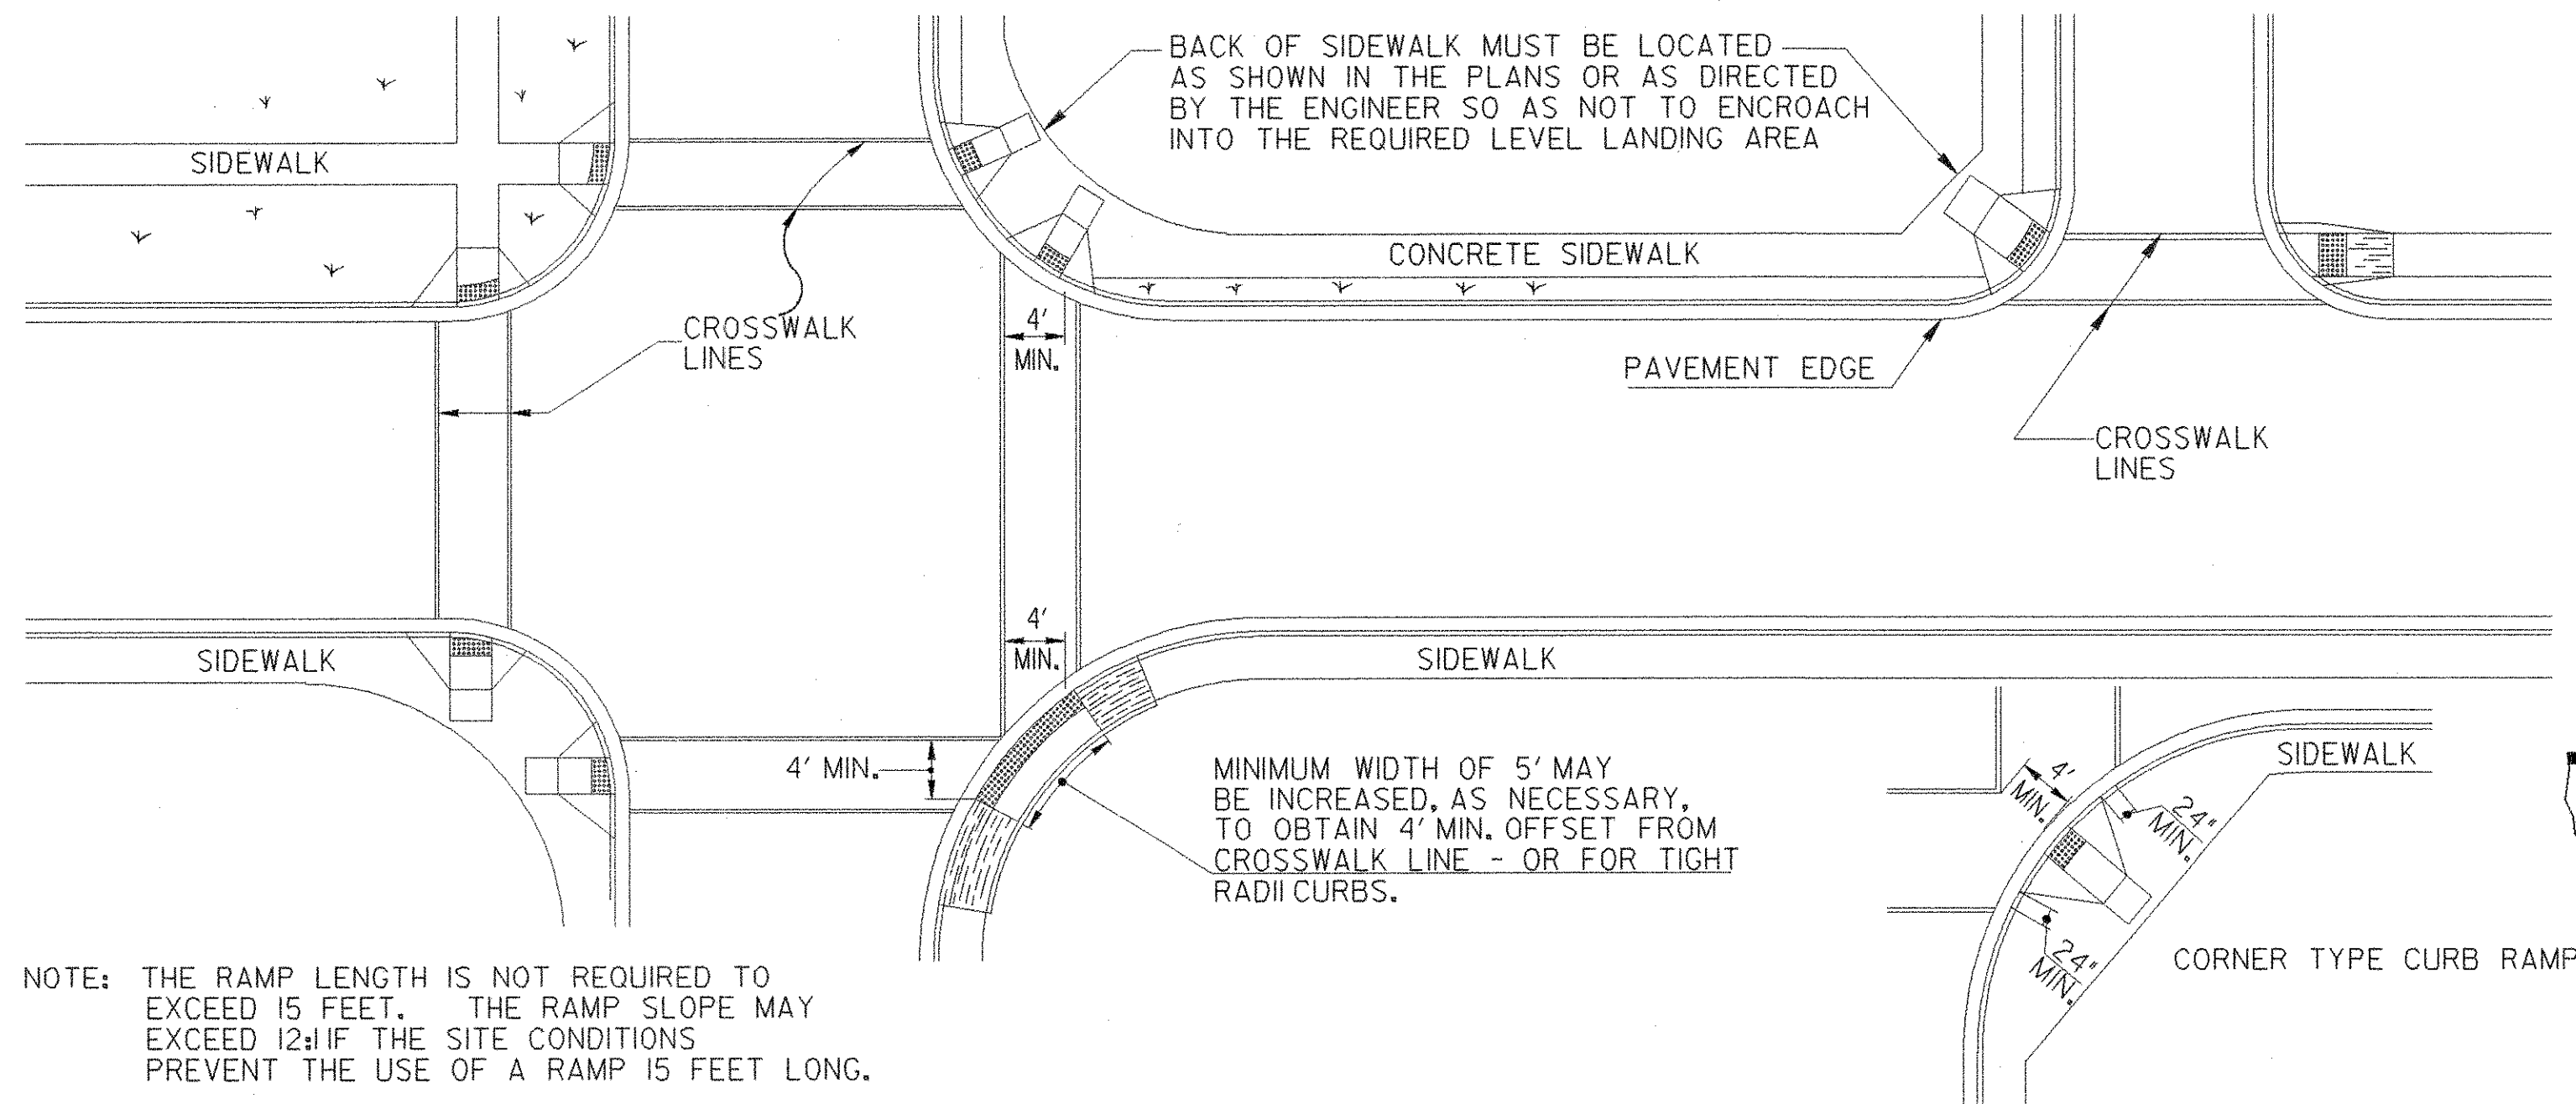 BACK OF SIDEWALK MUST BE LOCATED
AS SHOWN IN THE PLANS OR AS DIRECTED
BY THE ENGINEER SO AS NOT TO ENCROACH
INTO THE REQUIRED LEVEL LANDING AREA
SIDEWALK
CONCRETE SIDEWALK
CROSSWALK
LINES
4'
MIN.
PAVEMENT EDGE
CROSSWALK
LINES
4'
MIN.
SIDEWALK
SIDEWALK
4' MIN.
MINIMUM WIDTH OF 5' MAY
BE INCREASED, AS NECESSARY,
TO OBTAIN 4' MIN. OFFSET FROM
CROSSWALK LINE - OR FOR TIGHT
RADII CURBS.
SIDEWALK
4'
MIN.
24"
MIN.
24"
MIN.
CORNER TYPE CURB RAMP
NOTE: THE RAMP LENGTH IS NOT REQUIRED TO
EXCEED 15 FEET. THE RAMP SLOPE MAY
EXCEED 12:1 IF THE SITE CONDITIONS
PREVENT THE USE OF A RAMP 15 FEET LONG.